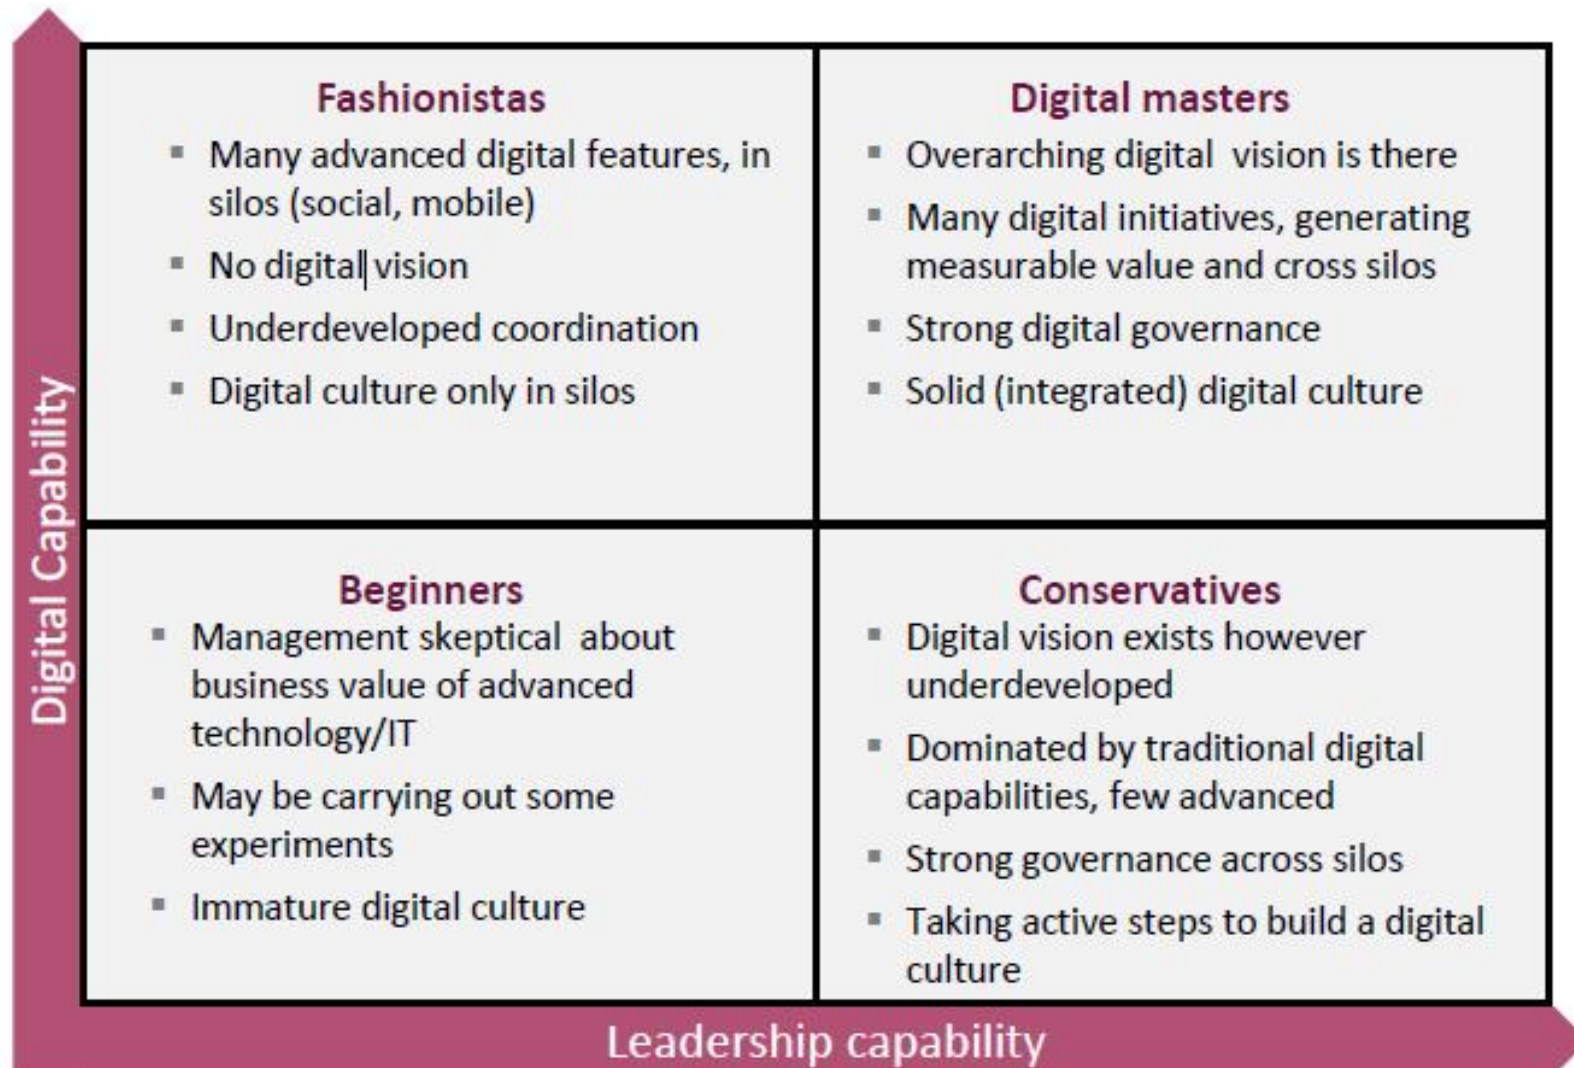 Digital Capability
Fashionistas
▪ Many advanced digital features, in
silos (social, mobile)
▪ No digital vision
▪ Underdeveloped coordination
▪ Digital culture only in silos
Digital masters
▪ Overarching digital vision is there
▪ Many digital initiatives, generating
measurable value and cross silos
▪ Strong digital governance
▪ Solid (integrated) digital culture
Beginners
▪ Management skeptical about
business value of advanced
technology/IT
▪ May be carrying out some
experiments
▪ Immature digital culture
Conservatives
▪ Digital vision exists however
underdeveloped
▪ Dominated by traditional digital
capabilities, few advanced
▪ Strong governance across silos
▪ Taking active steps to build a digital
culture
Leadership capability